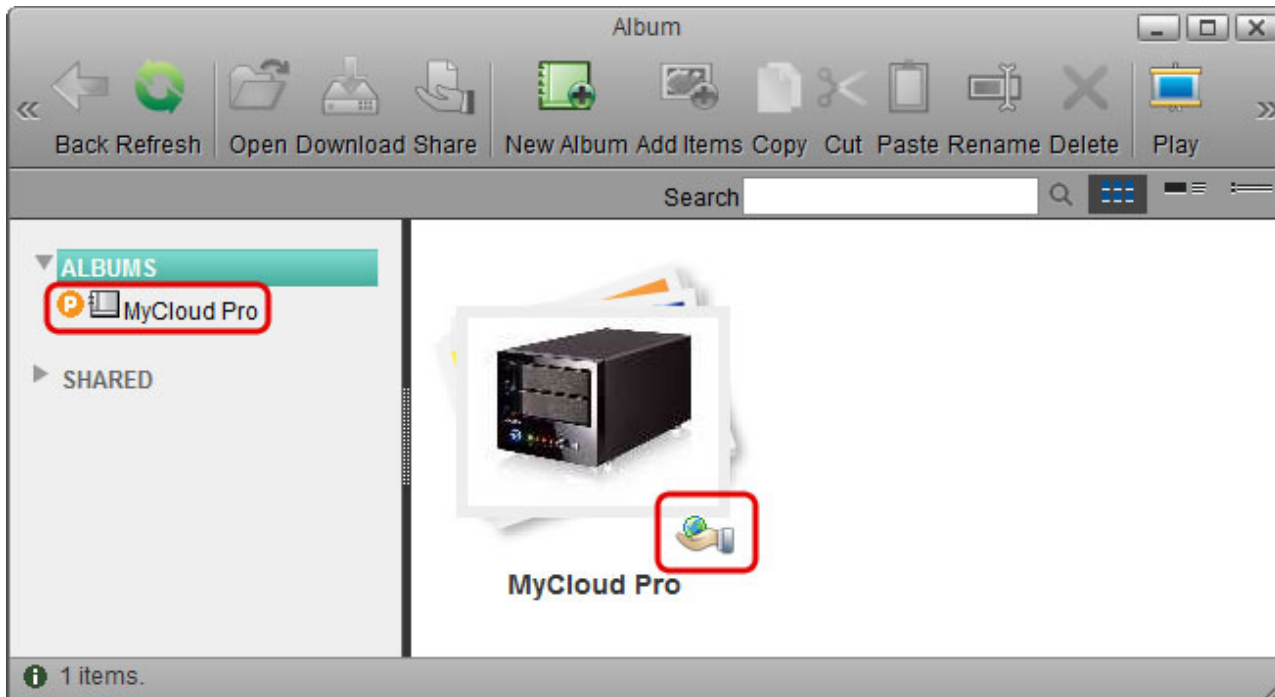 Album
Back Refresh Open Download Share New Album Add Items Copy Cut Paste Rename Delete Play
Search
ALBUMS
P MyCloud Pro
SHARED
MyCloud Pro
1 items.